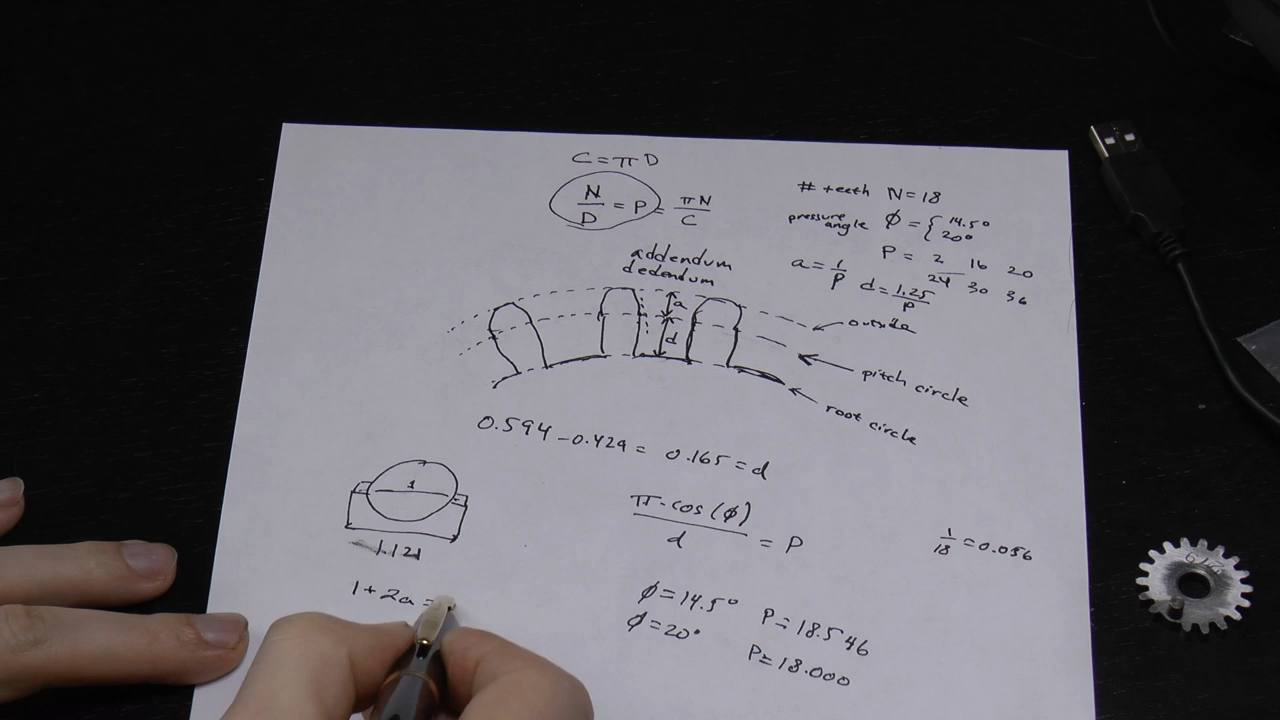 C = π D
N/D = P = πN/C
# teeth N = 18
pressure angle ϕ = { 14.5° 20°
P = 2 16 20
24 30 36
a = 1/P d = 1.25/P
addendum
dedendum
a
d
outside
pitch circle
root circle
0.594 - 0.429 = 0.165 = d
1
1.121
1 + 2a =
π · cos(ϕ) / d = P
1/18 = 0.056
ϕ = 14.5° P = 18.546
ϕ = 20° P = 18.000